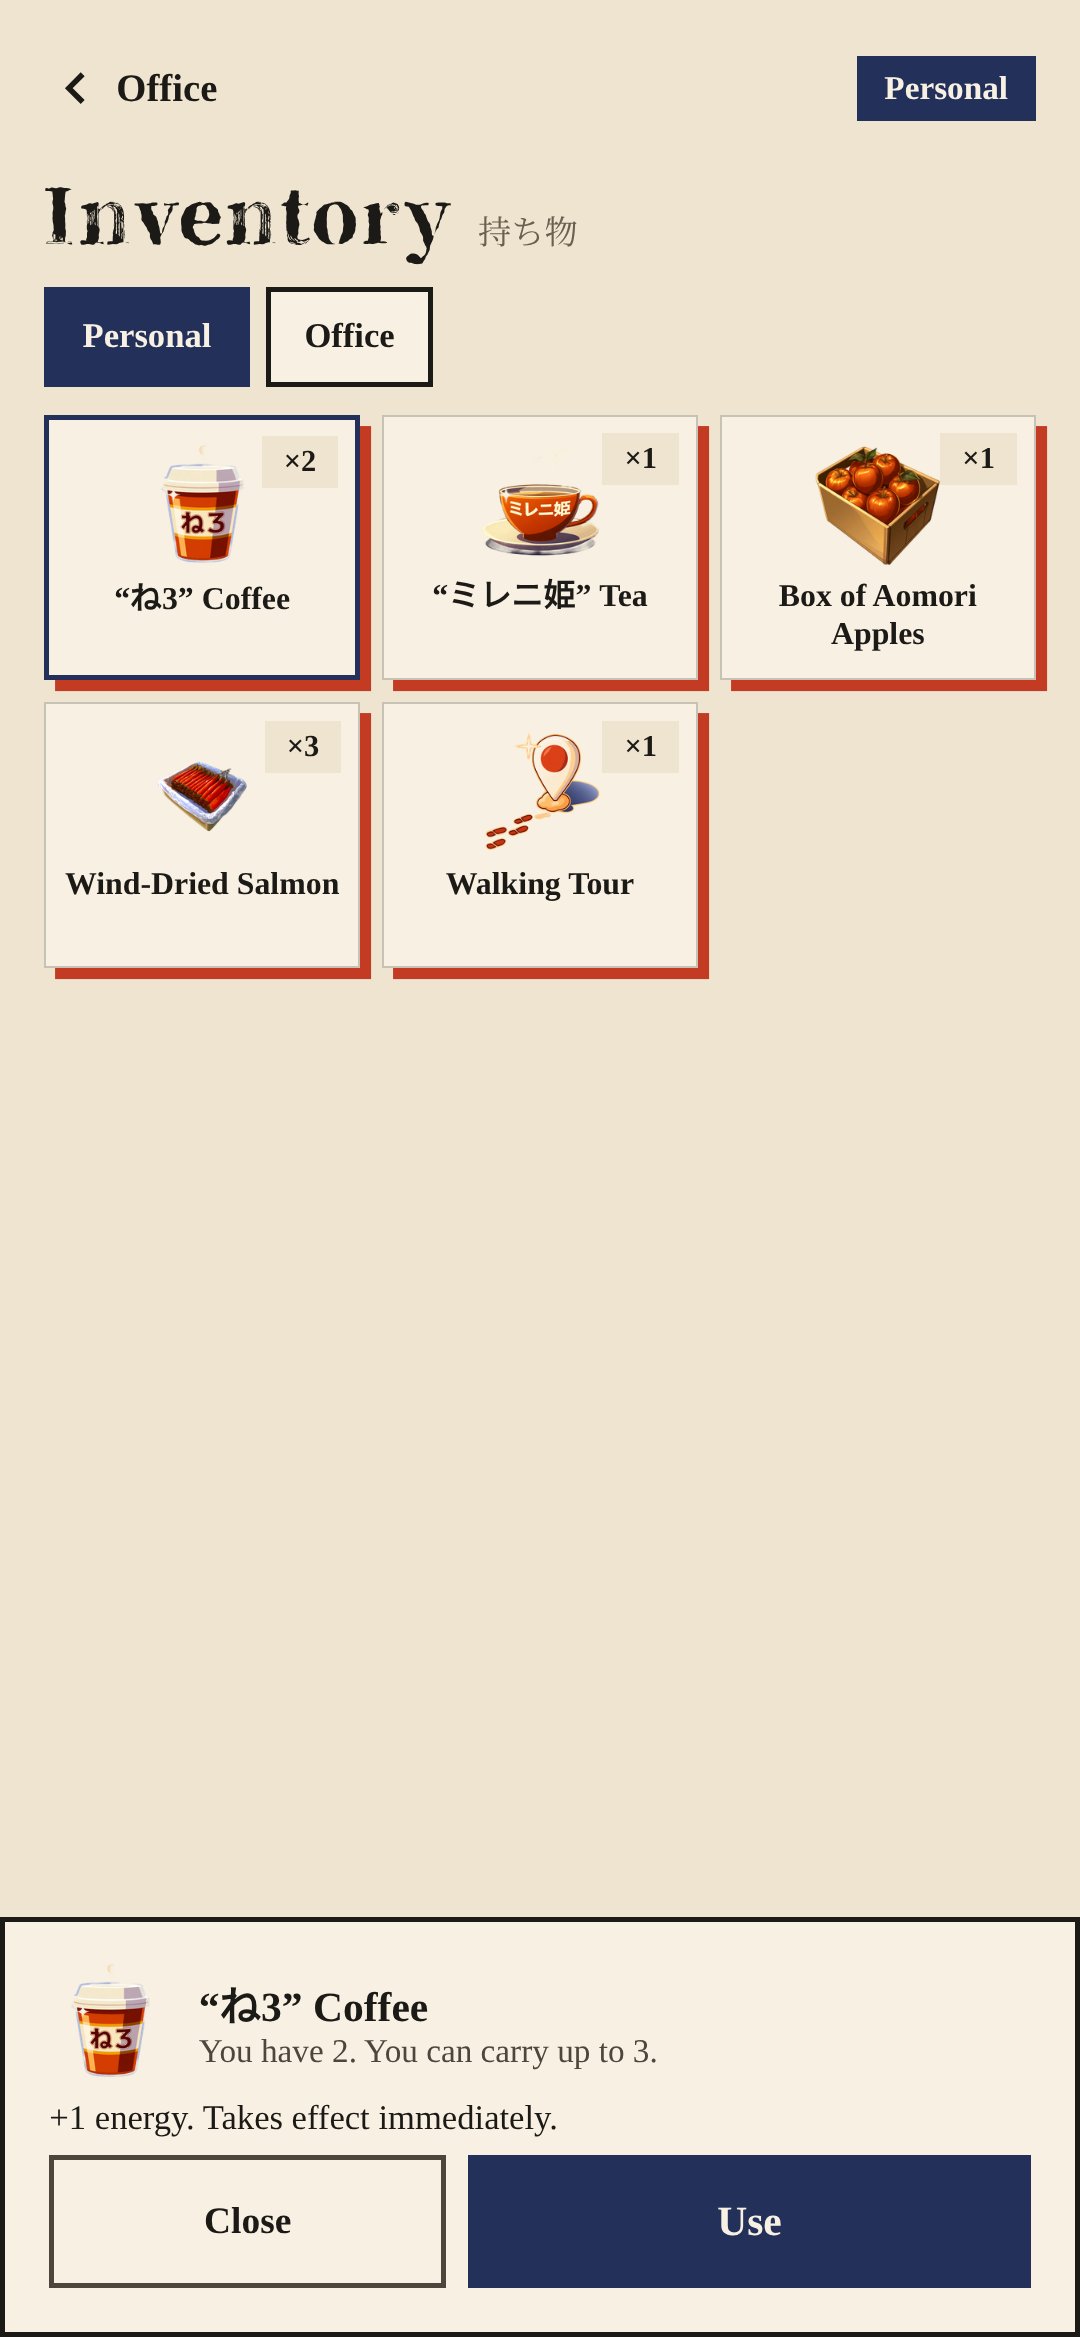 Office
Personal
Inventory 持ち物
Personal
Office
×2
ね3
“ね3” Coffee
×1
ミレニ姫
“ミレニ姫” Tea
×1
Box of Aomori
Apples
×3
Wind-Dried Salmon
×1
Walking Tour
ね3
“ね3” Coffee
You have 2. You can carry up to 3.
+1 energy. Takes effect immediately.
Close
Use